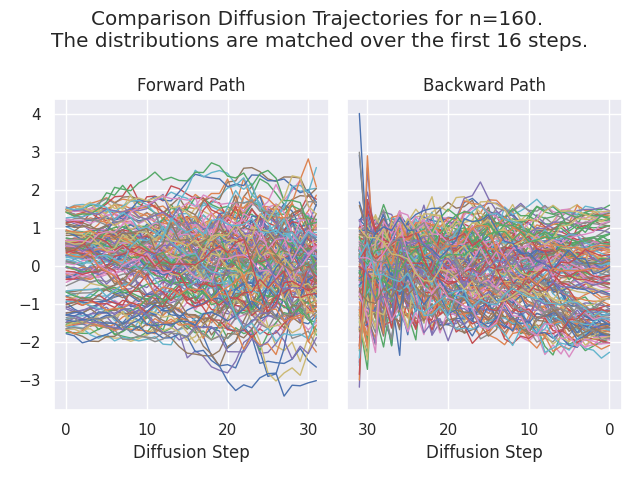 Comparison Diffusion Trajectories for n=160.
The distributions are matched over the first 16 steps.
Forward Path
Backward Path
4
3
2
1
0
−1
−2
−3
0 10 20 30
30 20 10 0
Diffusion Step
Diffusion Step